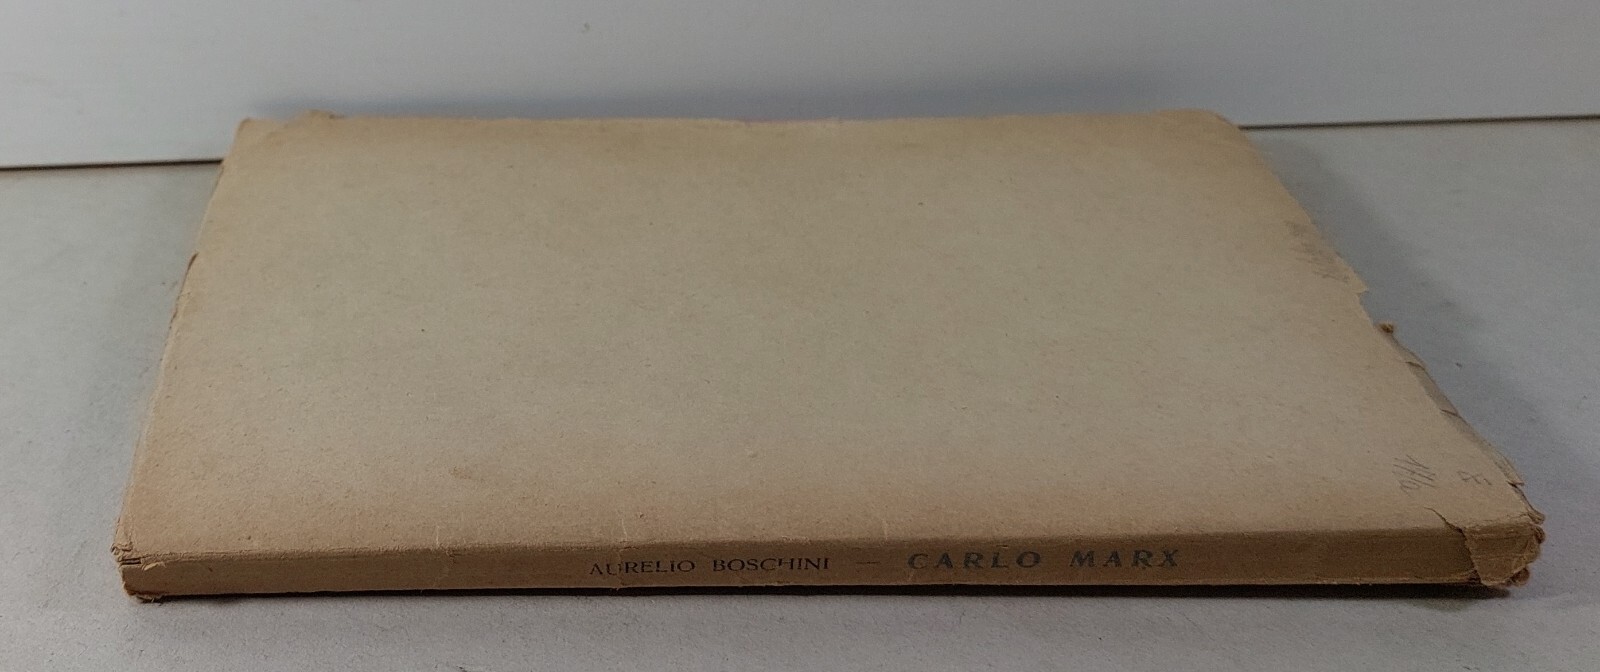 AURELIO BOSCHINI — CARLO MARX